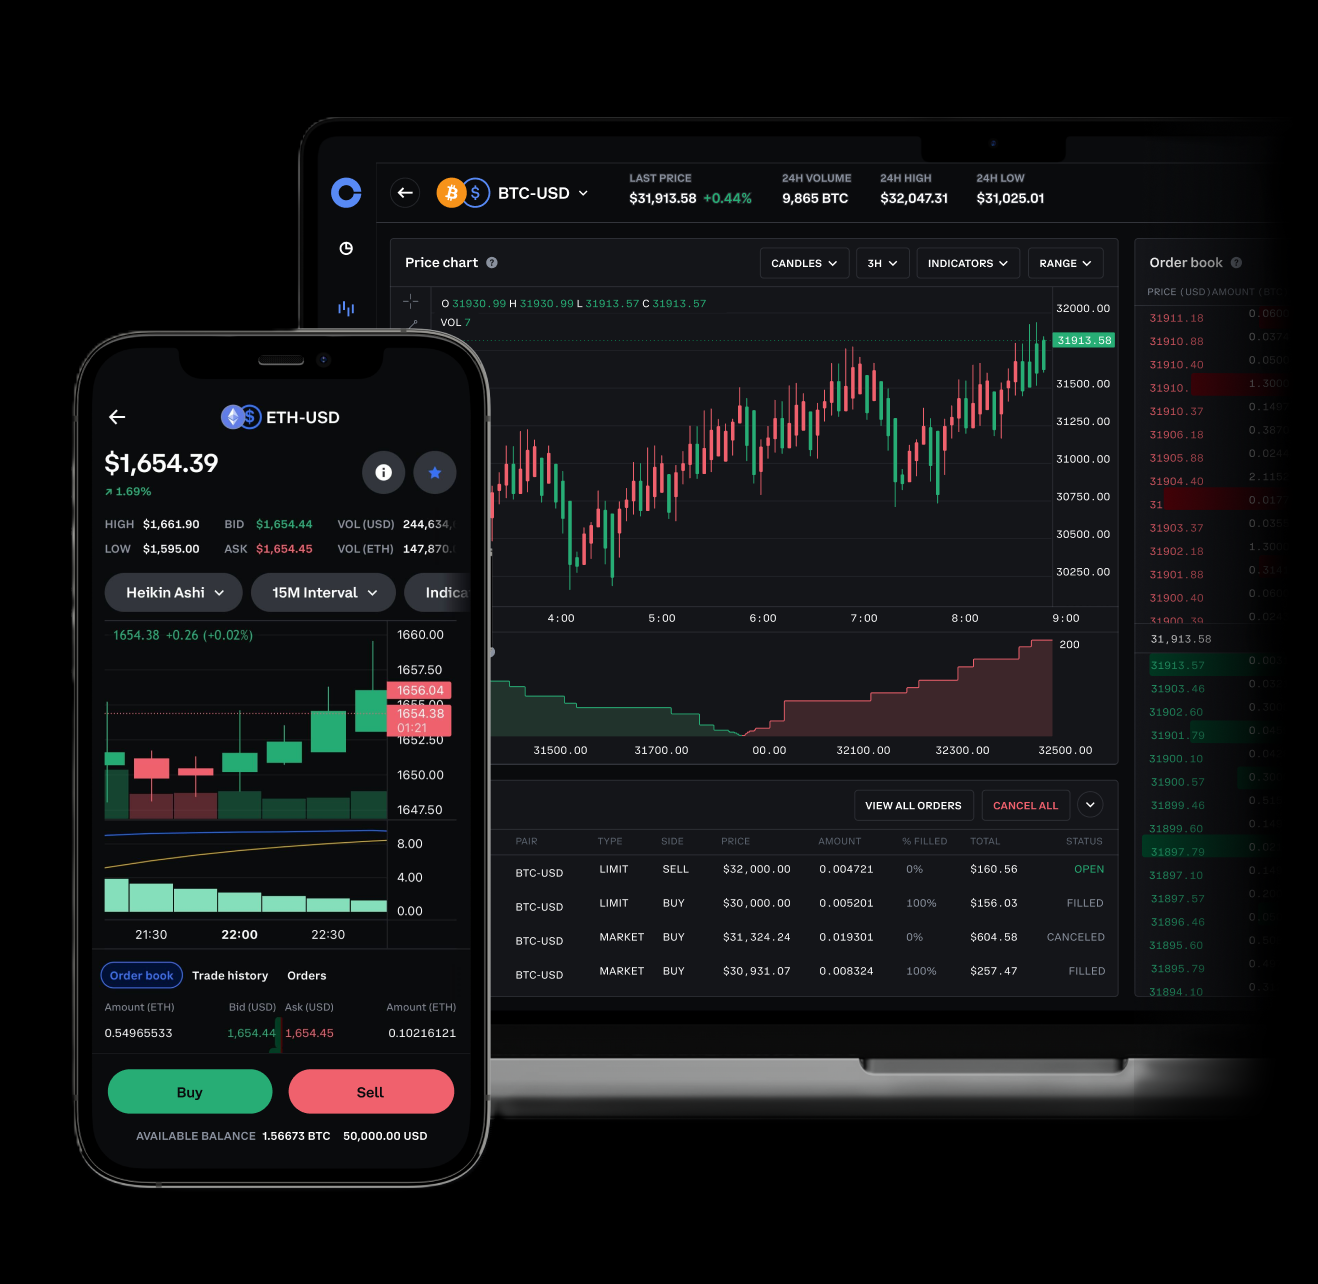 BTC-USD
LAST PRICE 24H VOLUME 24H HIGH 24H LOW
$31,913.58 +0.44% 9,865 BTC $32,047.31 $31,025.01
Price chart
CANDLES 3H INDICATORS RANGE
O 31930.99 H 31930.99 L 31913.57 C 31913.57
VOL 7
32000.00
31913.58
31500.00
31250.00
31000.00
30750.00
30500.00
30250.00
4:00 5:00 6:00 7:00 8:00 9:00
200
31500.00 31700.00 00.00 32100.00 32300.00 32500.00
VIEW ALL ORDERS CANCEL ALL
PAIR TYPE SIDE PRICE AMOUNT % FILLED TOTAL STATUS
BTC-USD LIMIT SELL $32,000.00 0.004721 0% $160.56 OPEN
BTC-USD LIMIT BUY $30,000.00 0.005201 100% $156.03 FILLED
BTC-USD MARKET BUY $31,324.24 0.019301 0% $604.58 CANCELED
BTC-USD MARKET BUY $30,931.07 0.008324 100% $257.47 FILLED
Order book
PRICE (USD) AMOUNT
31911.18
31910.88
31910.40
31910.
31910.37
31906.18
31905.88
31904.40
31
31903.37
31902.18
31901.88
31900.40
31900.39
31,913.58
31913.57
31903.46
31902.60
31901.79
31900.10
31900.57
31899.46
31899.60
31897.79
31897.10
31897.57
31896.46
31895.60
31895.79
31894.10
ETH-USD
$1,654.39
1.69%
HIGH $1,661.90 BID $1,654.44 VOL (USD) 244,634,
LOW $1,595.00 ASK $1,654.45 VOL (ETH) 147,870.
Heikin Ashi 15M Interval Indica
1654.38 +0.26 (+0.02%)
1660.00
1657.50
1656.04
1654.38
01:21
1652.50
1650.00
1647.50
8.00
4.00
0.00
21:30 22:00 22:30
Order book Trade history Orders
Amount (ETH) Bid (USD) Ask (USD) Amount (ETH)
0.54965533 1,654.44 1,654.45 0.10216121
Buy Sell
AVAILABLE BALANCE 1.56673 BTC 50,000.00 USD